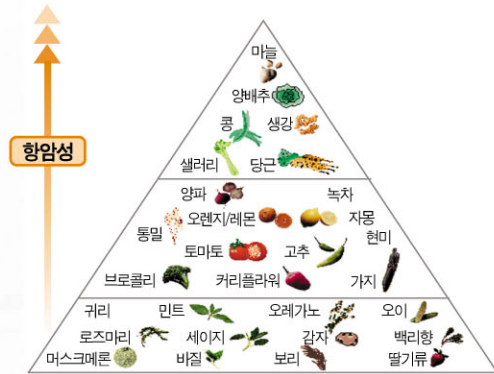 마늘
양배추
콩 생강
샐러리 당근
항암성
양파 녹차
오렌지/레몬 자몽
통밀 현미
토마토 고추
브로콜리 커리플라워 가지
귀리 민트 오레가노 오이
로즈마리 세이지 감자 백리향
머스크메론 바질 보리 딸기류